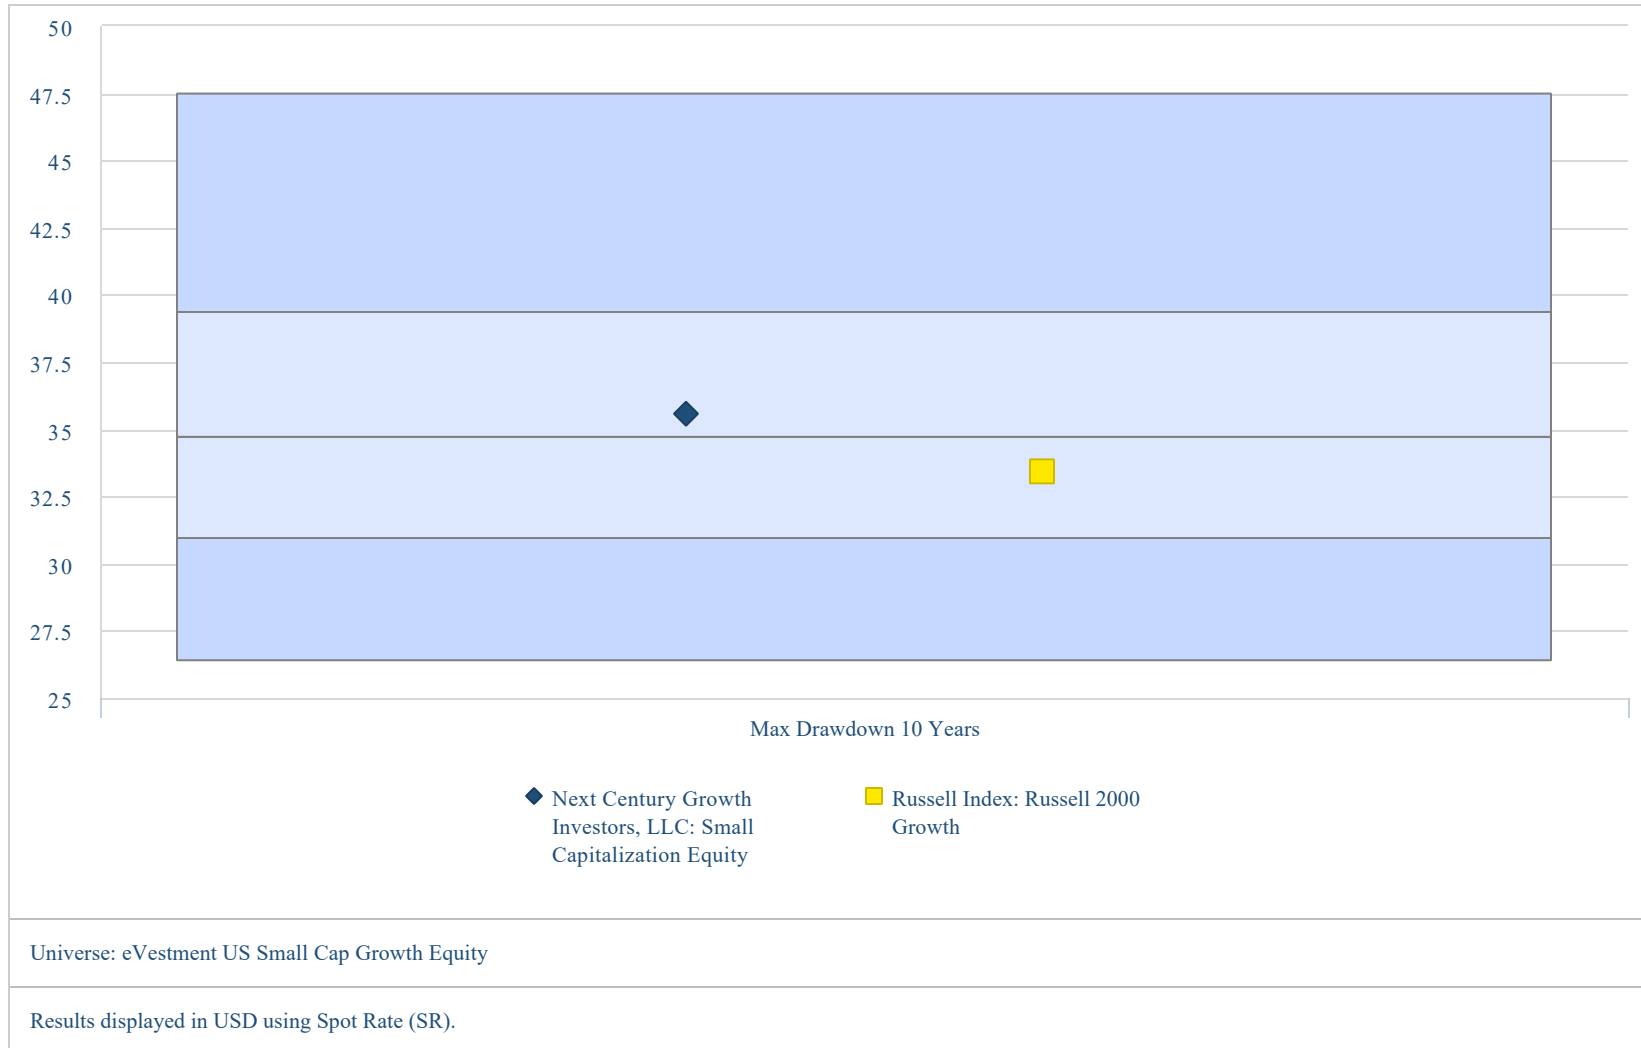 50
47.5
45
42.5
40
37.5
35
32.5
30
27.5
25
Max Drawdown 10 Years
Next Century Growth
Investors, LLC: Small
Capitalization Equity
Russell Index: Russell 2000
Growth
Universe: eVestment US Small Cap Growth Equity
Results displayed in USD using Spot Rate (SR).